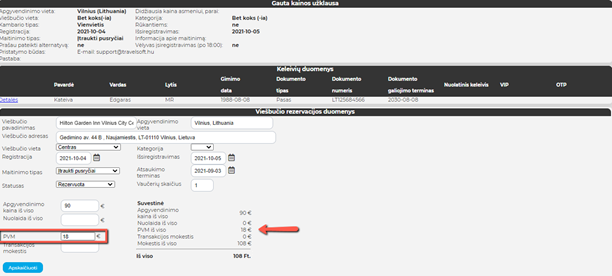 Gauta kainos užklausa
Apgyvendinimo vieta: Vilnius (Lithuania) Didžiausia kaina asmeniui, parai:
Viešbučio vieta: Bet koks(-ia) Kategorija: Bet koks (-ia)
Kambario tipas: Vienvietis Rūkantiems: ne
Registracija: 2021-10-04 Išsiregistravimas: 2021-10-05
Maitinimo tipas: Įtraukti pusryčiai Informacija apie maitinimą:
Prašau pateikti alternatyvą: ne Vėlyvas įsiregistravimas (po 18:00): ne
Pristatymo būdas: E-mail: support@travelsoft.hu
Pastaba:
Keleivių duomenys
Pavardė Vardas Lytis Gimimo data Dokumento tipas Dokumento numeris Dokumento galiojimo terminas Nuolatinis keleivis VIP OTP
Detalės Kateiva Edgaras MR 1988-08-08 Pasas LT125684566 2030-08-08
Viešbučio rezervacijos duomenys
Viešbučio pavadinimas Hilton Garden Inn Vilnius City Ce Apgyvendinimo vieta Vilnius, Lithuania
Viešbučio adresas Gedimino av. 44 B , Naujamiestis, LT-01110 Vilnius, Lietuva
Viešbučio vieta Centras Kategorija
Registracija 2021-10-04 Išsiregistravimas 2021-10-05
Maitinimo tipas Įtraukti pusryčiai Atšaukimo terminas 2021-09-03
Statusas Rezervuota Vaučerių skaičius 1
Apgyvendinimo kaina iš viso 90 €
Nuolaida iš viso €
PVM 18 €
Transakcijos mokestis
Apskaičiuoti
Suvestinė
Apgyvendinimo kaina iš viso 90 €
Nuolaida iš viso 0 €
PVM iš viso 18 €
Transakcijos mokestis 0 €
Mokestis iš viso 108 €
Iš viso 108 Ft.